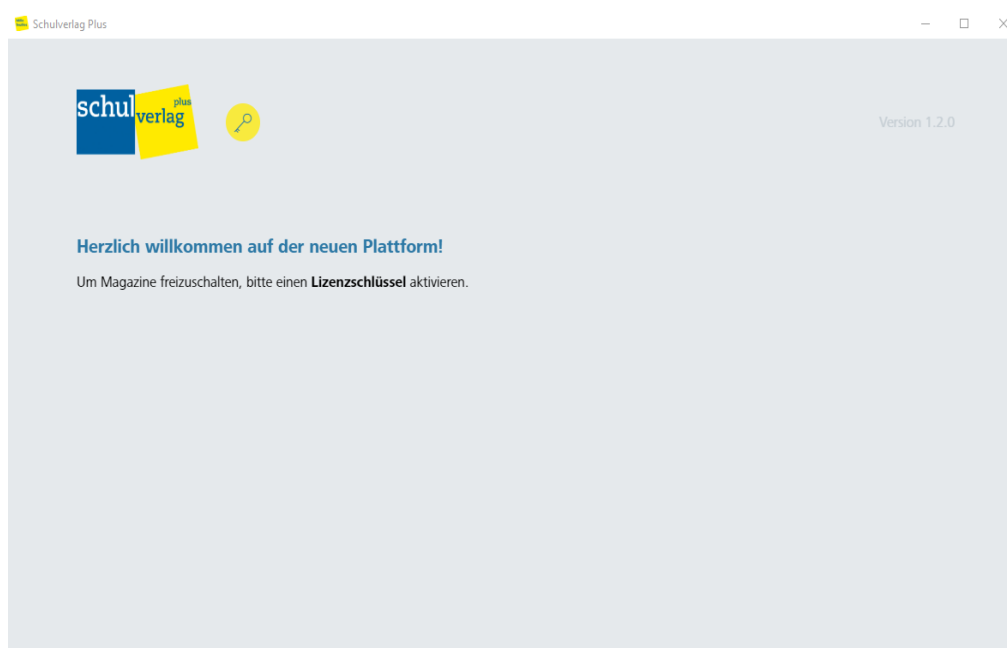 Schulverlag Plus
schul
plus
verlag
Version 1.2.0
Herzlich willkommen auf der neuen Plattform!
Um Magazine freizuschalten, bitte einen Lizenzschlüssel aktivieren.